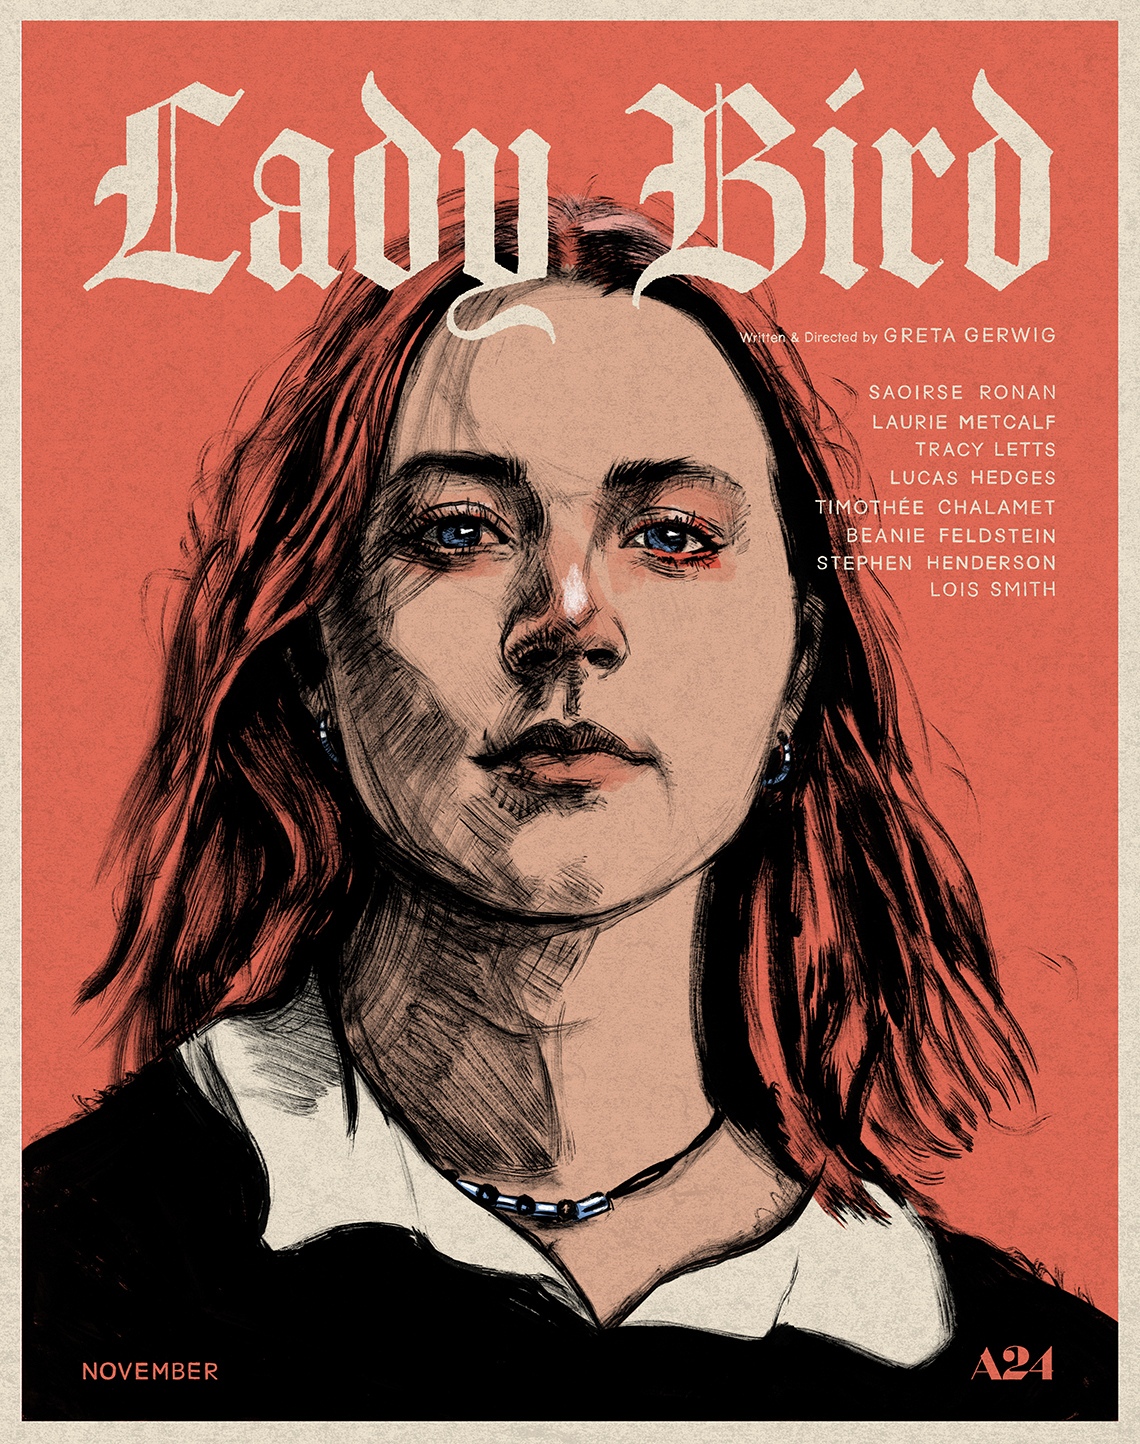 Lady Bird
Written & Directed by GRETA GERWIG
SAOIRSE RONAN
LAURIE METCALF
TRACY LETTS
LUCAS HEDGES
TIMOTHÉE CHALAMET
BEANIE FELDSTEIN
STEPHEN HENDERSON
LOIS SMITH
NOVEMBER
A24